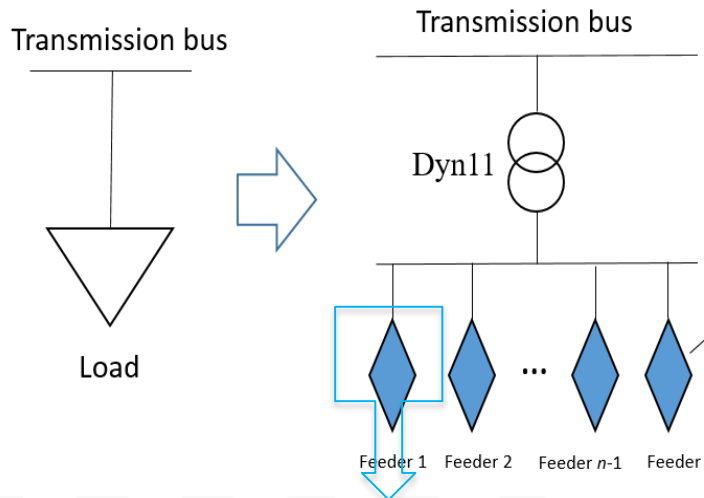 Transmission bus
Load
Transmission bus
Dyn11
...
Feeder 1
Feeder 2
Feeder n-1
Feeder